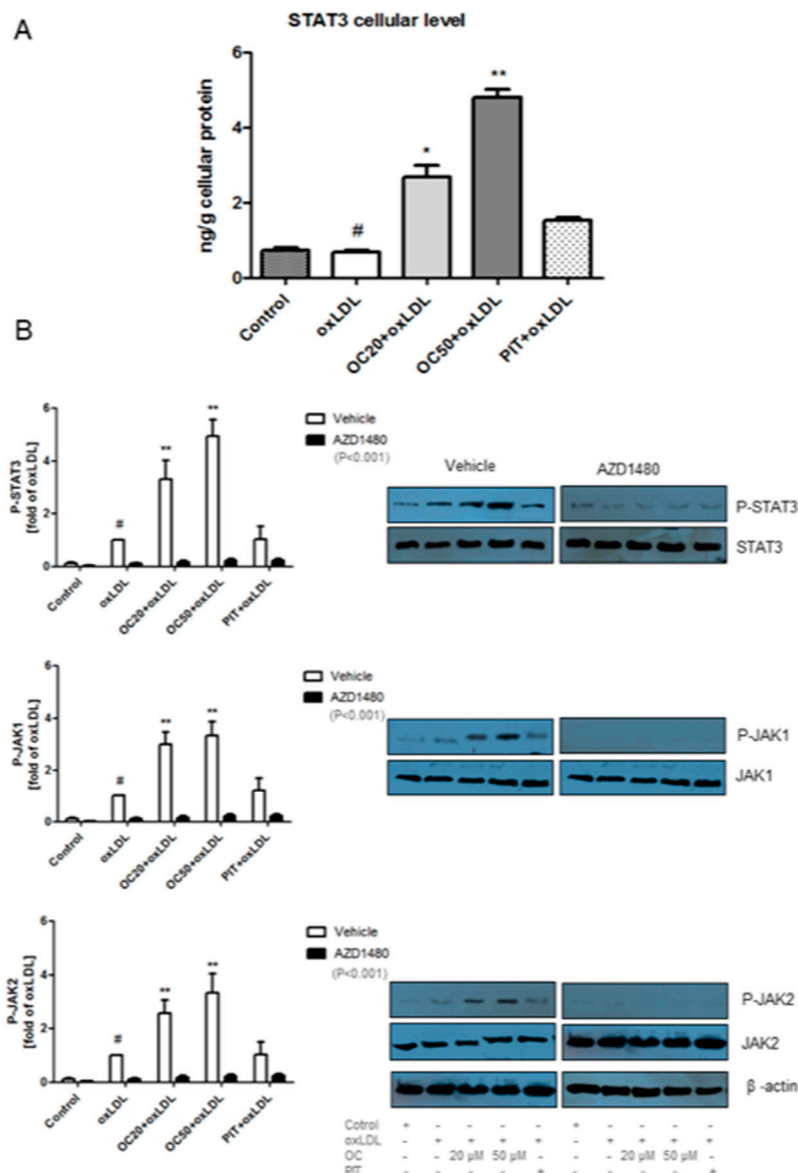 A
STAT3 cellular level
ng/g cellular protein
6
4
2
0
**
*
#
Control
oxLDL
OC20+oxLDL
OC50+oxLDL
PIT+oxLDL
B
P-STAT3
[fold of oxLDL]
6
4
2
0
#
**
**
Control
oxLDL
OC20+oxLDL
OC50+oxLDL
PIT+oxLDL
Vehicle
AZD1480
(P<0.001)
Vehicle AZD1480
P-STAT3
STAT3
P-JAK1
[fold of oxLDL]
6
4
2
0
#
**
**
Control
oxLDL
OC20+oxLDL
OC50+oxLDL
PIT+oxLDL
Vehicle
AZD1480
(P<0.001)
P-JAK1
JAK1
P-JAK2
[fold of oxLDL]
6
4
2
0
#
**
**
Control
oxLDL
OC20+oxLDL
OC50+oxLDL
PIT+oxLDL
Vehicle
AZD1480
(P<0.001)
P-JAK2
JAK2
β -actin
Cotrol + - - - - + - - - -
oxLDL - + + + + - + + + +
OC - - 20 µM 50 µM - - - 20 µM 50 µM -
PIT - - - - + - - - - +